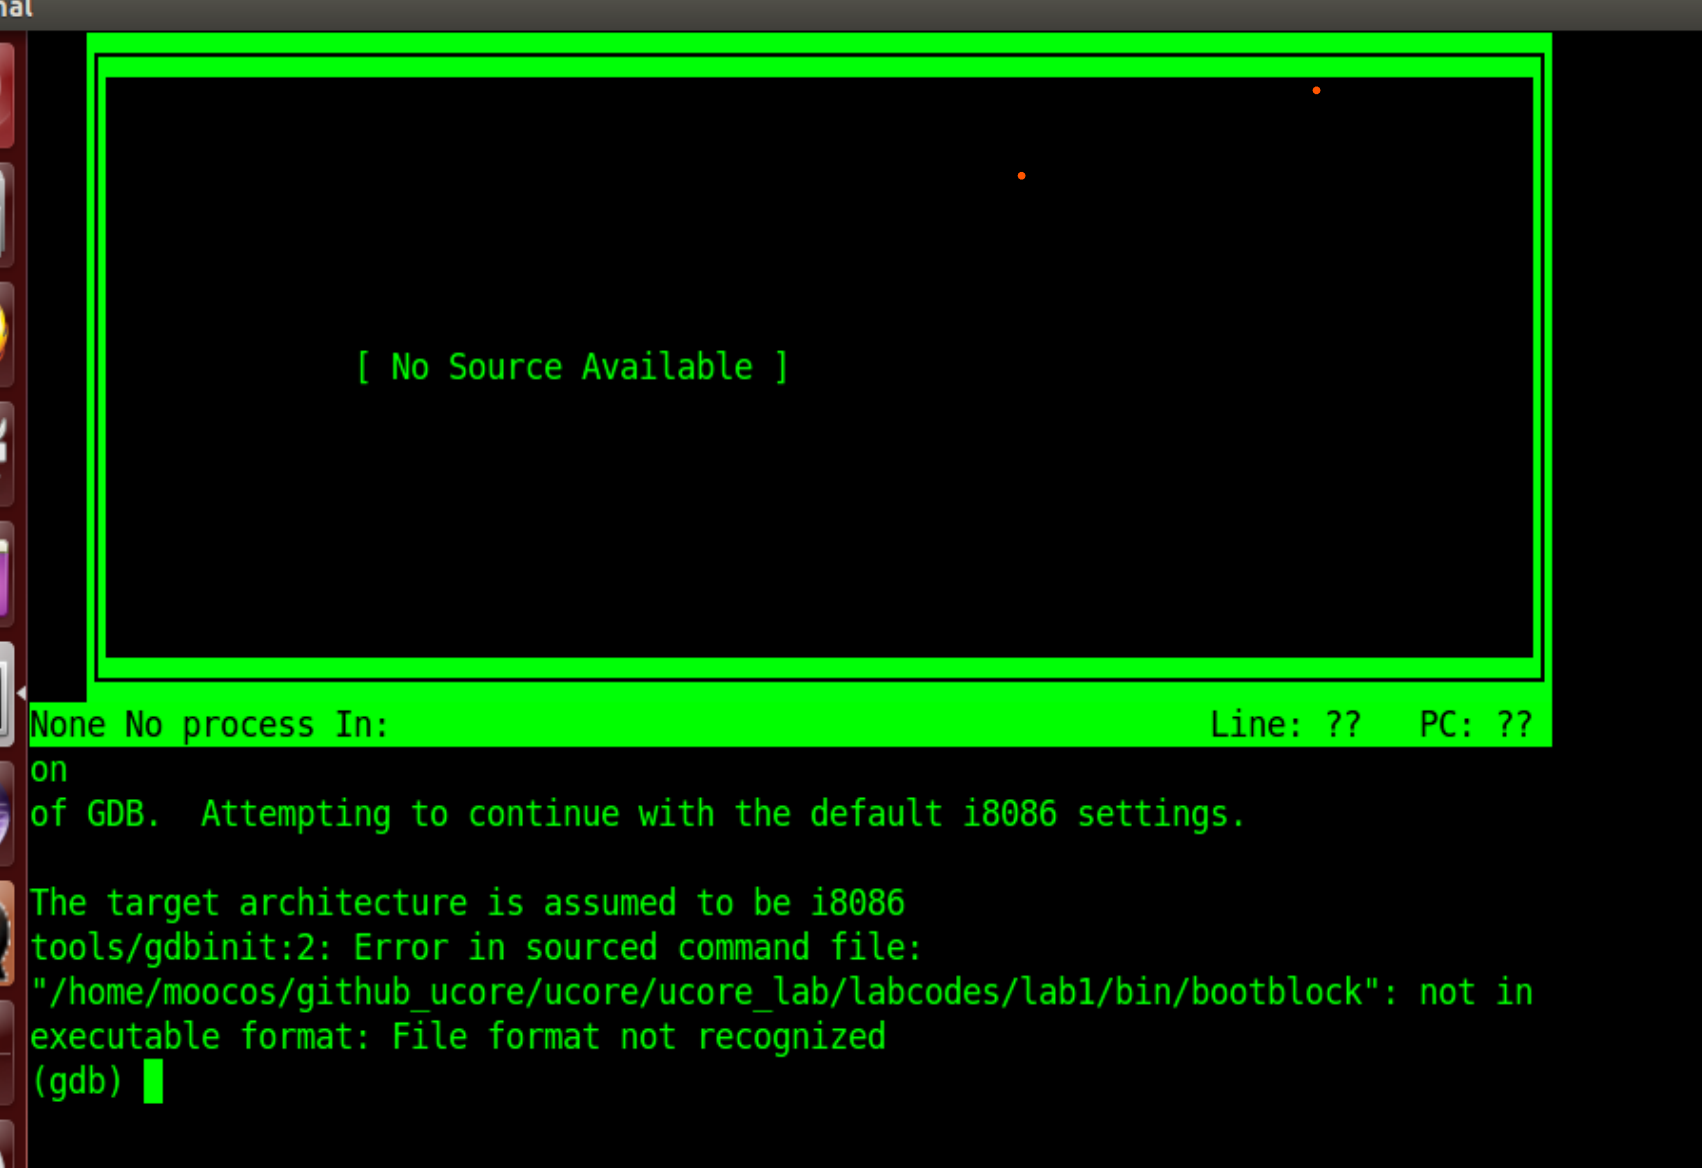 nal
[ No Source Available ]
None No process In: Line: ?? PC: ??
on
of GDB.  Attempting to continue with the default i8086 settings.
The target architecture is assumed to be i8086
tools/gdbinit:2: Error in sourced command file:
"/home/moocos/github_ucore/ucore/ucore_lab/labcodes/lab1/bin/bootblock": not in
executable format: File format not recognized
(gdb)